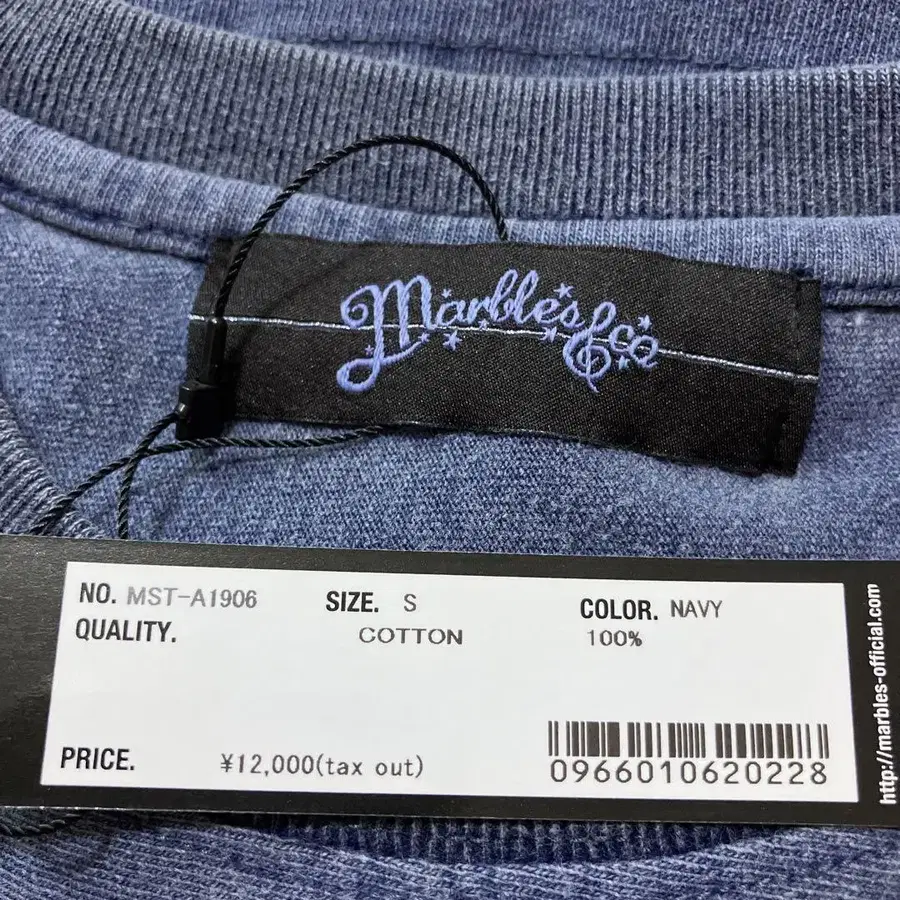 Marbles&co
NO. MST-A1906 SIZE. S COLOR. NAVY
QUALITY. COTTON 100%
PRICE. ¥12,000(tax out)
0966010620228
http://marbles-official.com